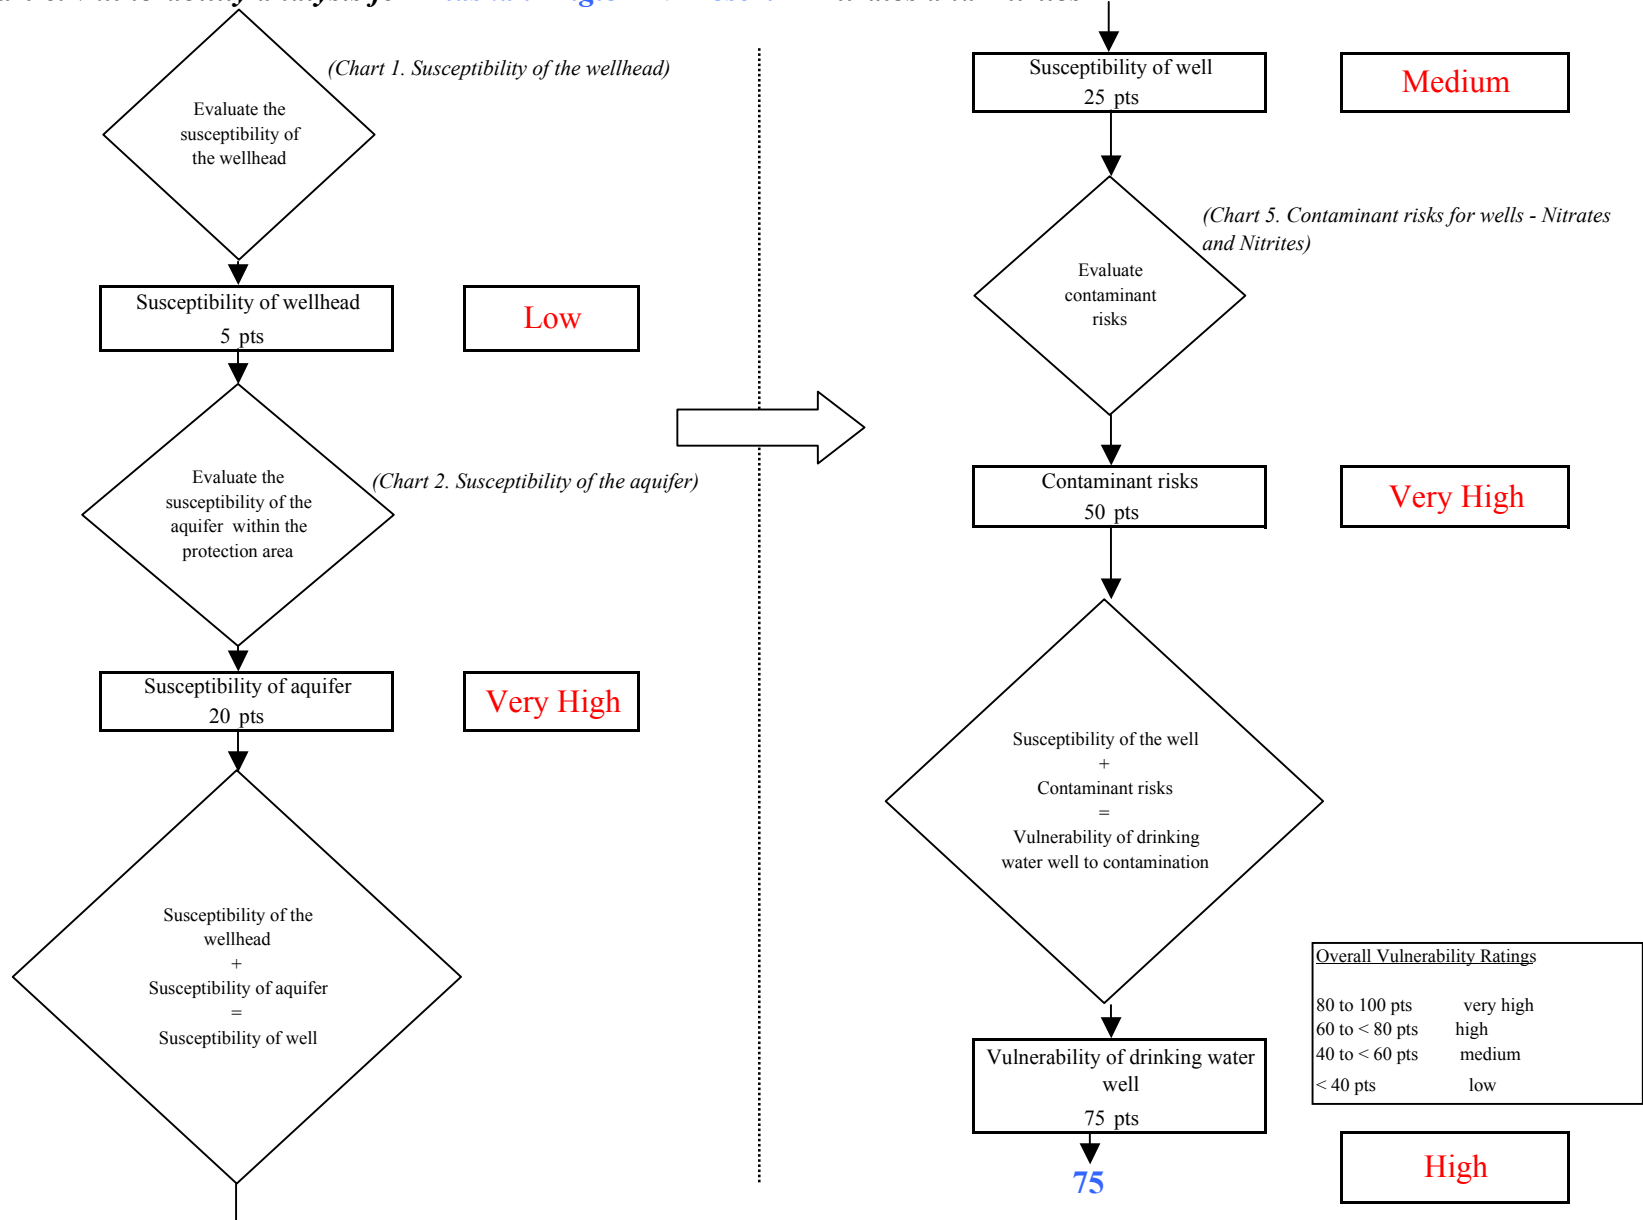 (Chart 1. Susceptibility of the wellhead)
Evaluate the
susceptibility of
the wellhead
Susceptibility of wellhead
5 pts
Low
Evaluate the
susceptibility of the
aquifer within the
protection area
(Chart 2. Susceptibility of the aquifer)
Susceptibility of aquifer
20 pts
Very High
Susceptibility of the
wellhead
+
Susceptibility of aquifer
=
Susceptibility of well
Susceptibility of well
25 pts
Medium
(Chart 5. Contaminant risks for wells - Nitrates
and Nitrites)
Evaluate
contaminant
risks
Contaminant risks
50 pts
Very High
Susceptibility of the well
+
Contaminant risks
=
Vulnerability of drinking
water well to contamination
Overall Vulnerability Ratings
80 to 100 pts very high
60 to < 80 pts high
40 to < 60 pts medium
< 40 pts low
Vulnerability of drinking water
well
75 pts
75
High